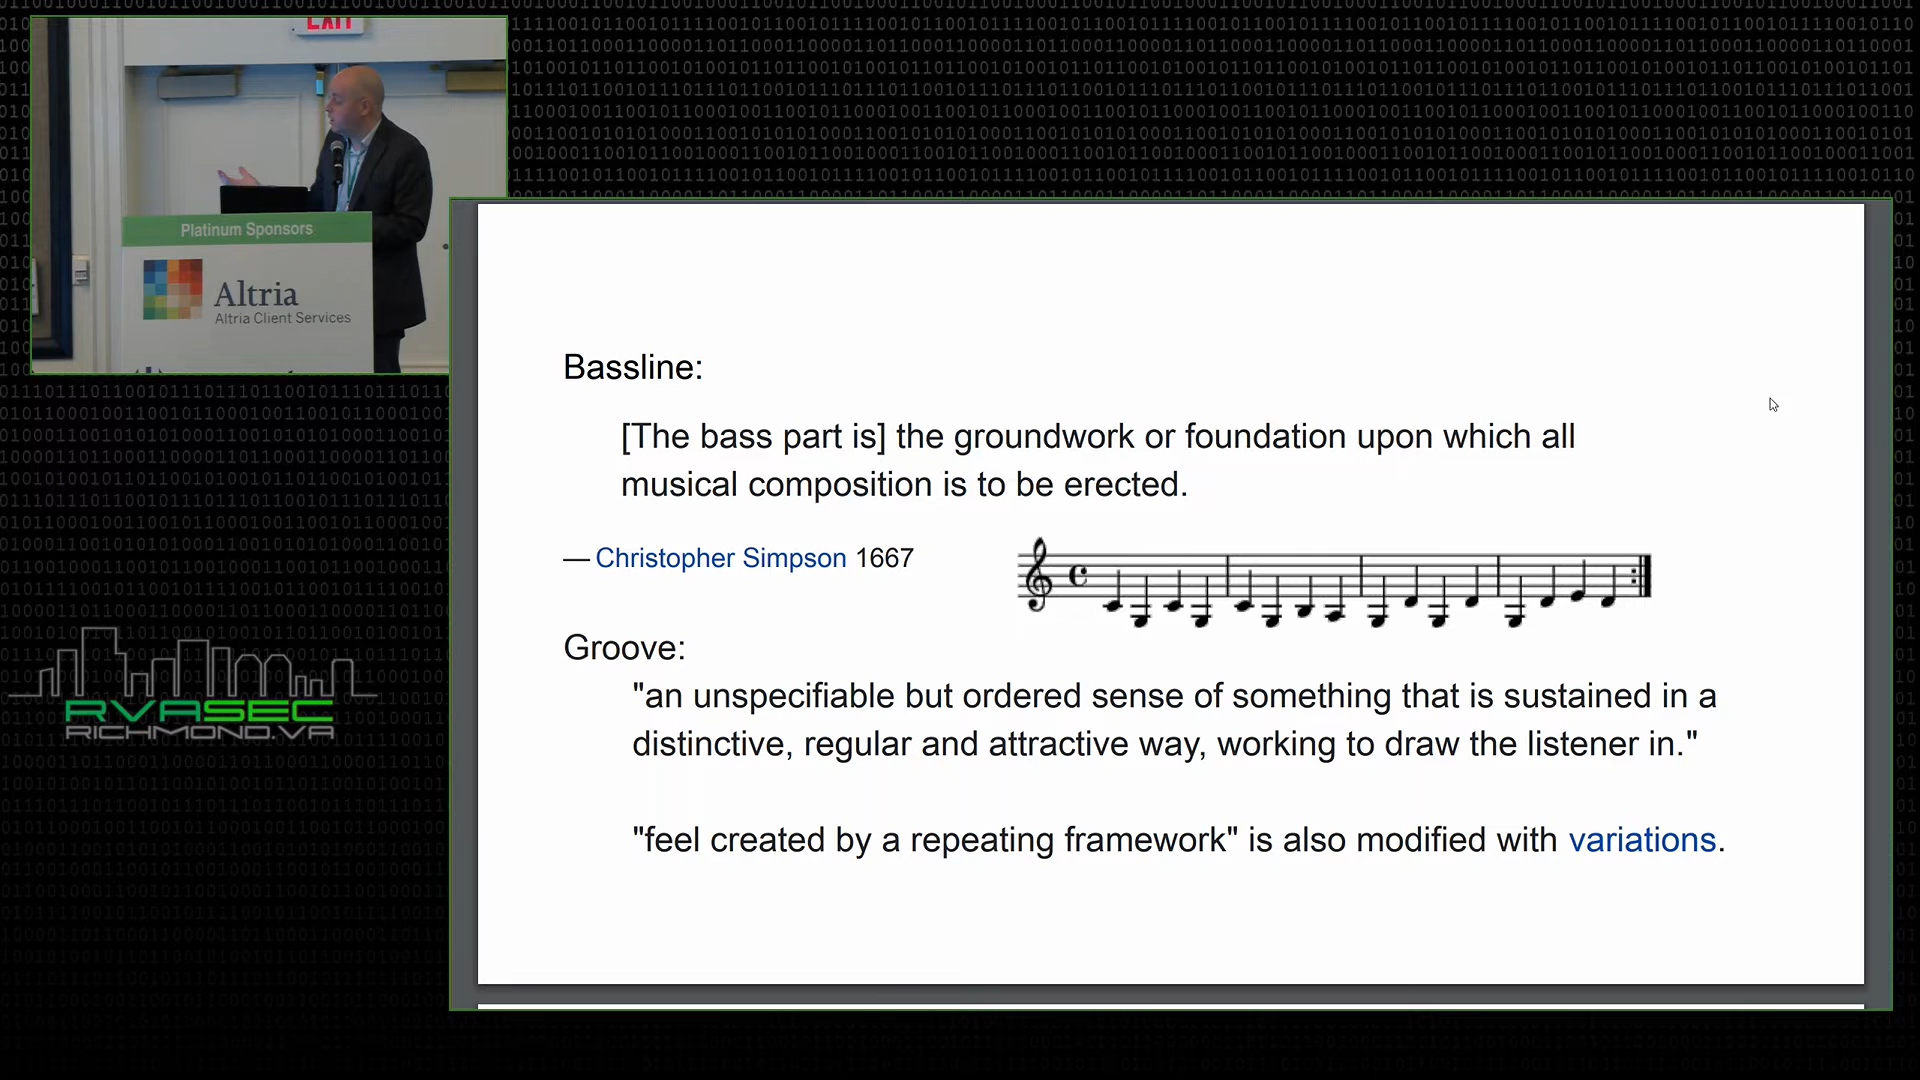 EXIT
Platinum Sponsors
Altria
Altria Client Services
Bassline:
[The bass part is] the groundwork or foundation upon which all
musical composition is to be erected.
— Christopher Simpson 1667
Groove:
"an unspecifiable but ordered sense of something that is sustained in a
distinctive, regular and attractive way, working to draw the listener in."
"feel created by a repeating framework" is also modified with variations.
RVASEC
RICHMOND.VA